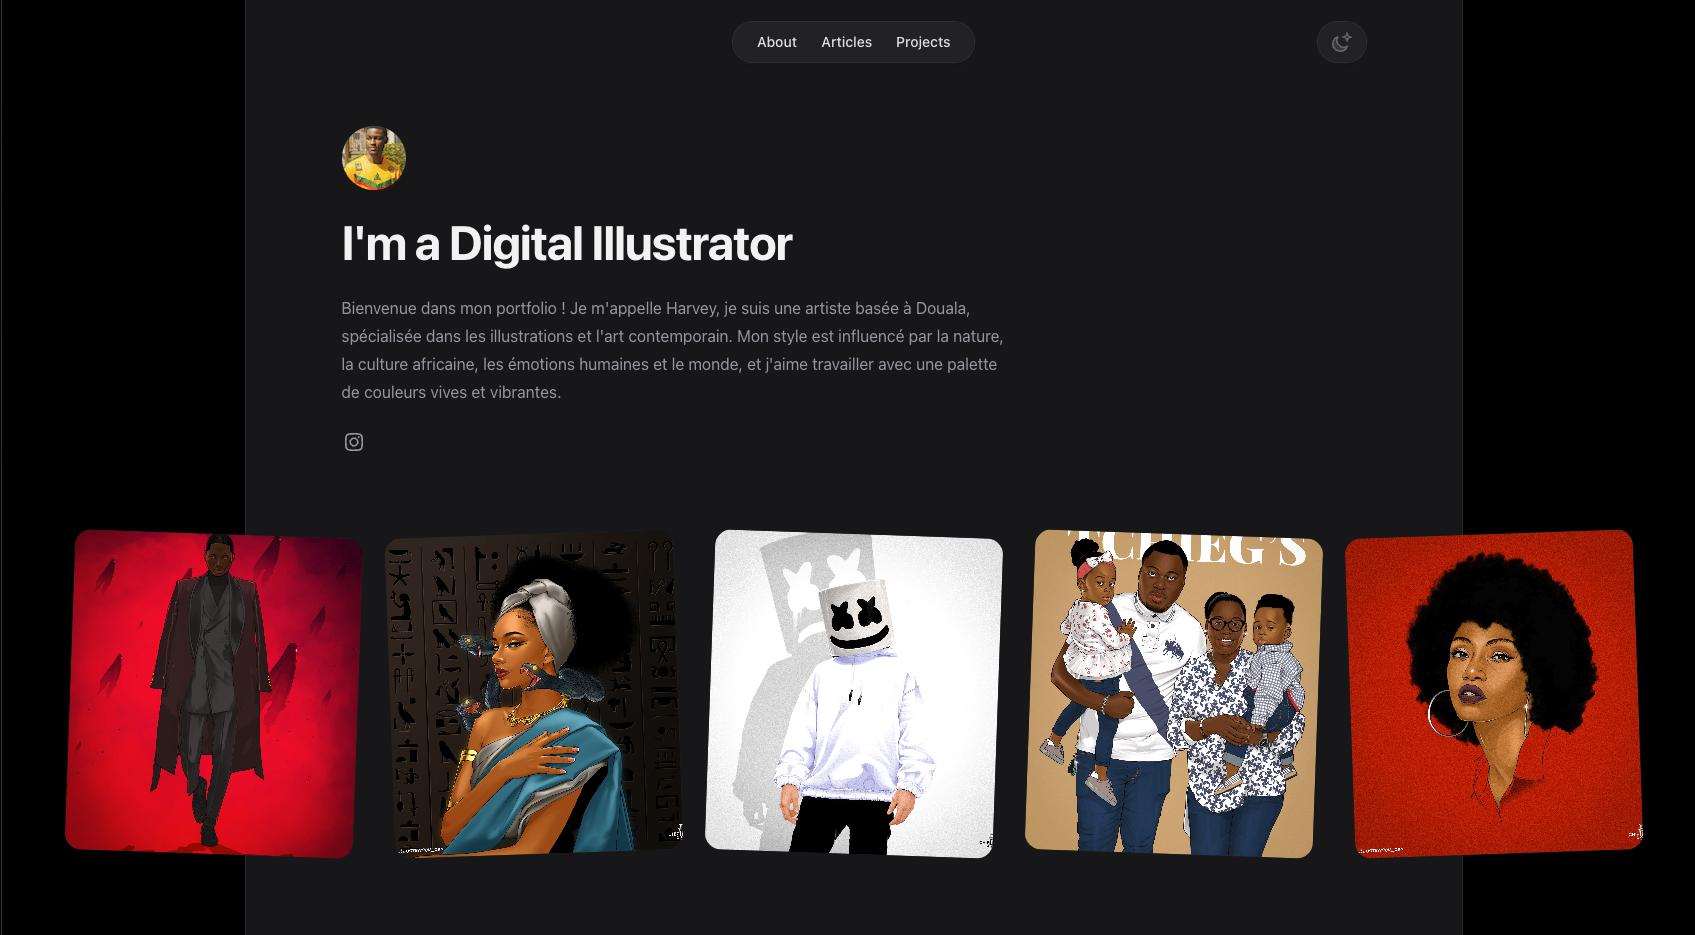 About Articles Projects
I'm a Digital Illustrator
Bienvenue dans mon portfolio ! Je m'appelle Harvey, je suis une artiste basée à Douala,
spécialisée dans les illustrations et l'art contemporain. Mon style est influencé par la nature,
la culture africaine, les émotions humaines et le monde, et j'aime travailler avec une palette
de couleurs vives et vibrantes.
TCHIEG'S